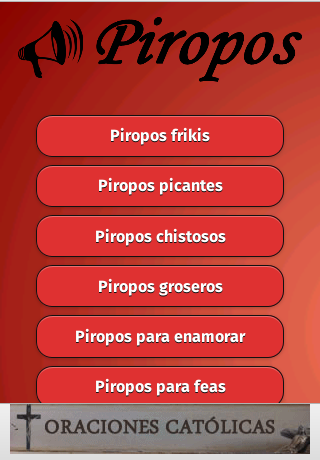 Piropos
Piropos frikis
Piropos picantes
Piropos chistosos
Piropos groseros
Piropos para enamorar
Piropos para feas
ORACIONES CATÓLICAS